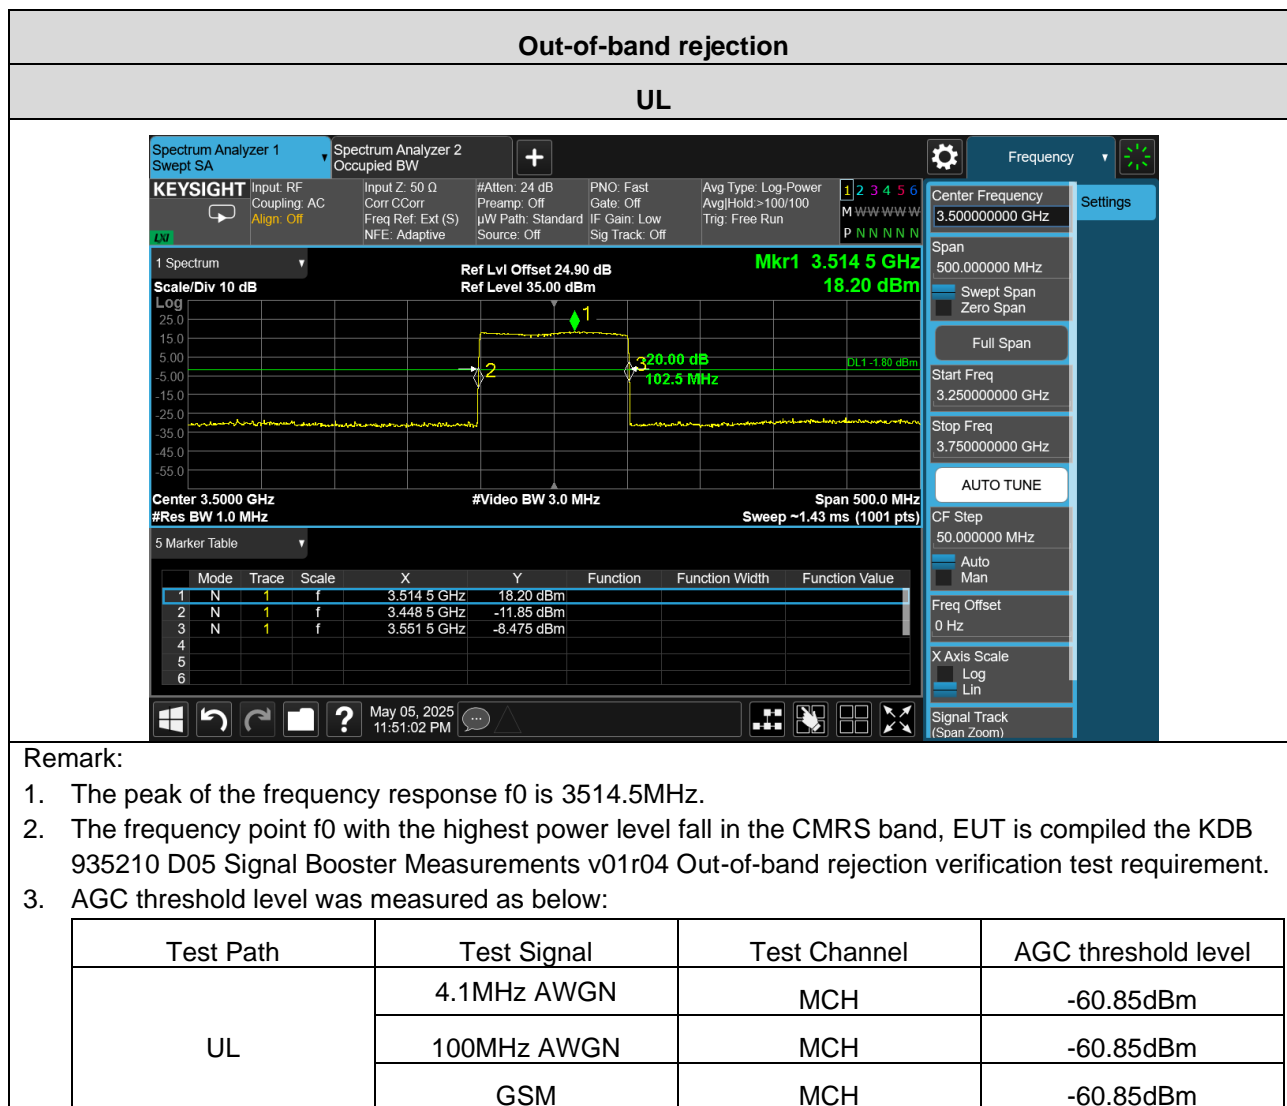 Out-of-band rejection
UL
Spectrum Analyzer 1
Swept SA
Spectrum Analyzer 2
Occupied BW
Frequency
KEYSIGHT
LXI
Input: RF
Coupling: AC
Align: Off
Input Z: 50 Ω
Corr CCorr
Freq Ref: Ext (S)
NFE: Adaptive
#Atten: 24 dB
Preamp: Off
µW Path: Standard
Source: Off
PNO: Fast
Gate: Off
IF Gain: Low
Sig Track: Off
Avg Type: Log-Power
Avg|Hold:>100/100
Trig: Free Run
1 2 3 4 5 6
M W W W W W
P N N N N N
1 Spectrum
Scale/Div 10 dB
Ref Lvl Offset 24.90 dB
Ref Level 35.00 dBm
Mkr1 3.514 5 GHz
18.20 dBm
Log
25.0
15.0
5.00
-5.00
-15.0
-25.0
-35.0
-45.0
-55.0
1
2
3
-20.00 dB
102.5 MHz
DL1 -1.80 dBm
Center 3.5000 GHz
#Video BW 3.0 MHz
Span 500.0 MHz
#Res BW 1.0 MHz
Sweep ~1.43 ms (1001 pts)
5 Marker Table
Mode Trace Scale X Y Function Function Width Function Value
1 N 1 f 3.514 5 GHz 18.20 dBm
2 N 1 f 3.448 5 GHz -11.85 dBm
3 N 1 f 3.551 5 GHz -8.475 dBm
4
5
6
May 05, 2025
11:51:02 PM
Center Frequency
3.500000000 GHz
Settings
Span
500.000000 MHz
Swept Span
Zero Span
Full Span
Start Freq
3.250000000 GHz
Stop Freq
3.750000000 GHz
AUTO TUNE
CF Step
50.000000 MHz
Auto
Man
Freq Offset
0 Hz
X Axis Scale
Log
Lin
Signal Track
(Span Zoom)
Remark:
1. The peak of the frequency response f0 is 3514.5MHz.
2. The frequency point f0 with the highest power level fall in the CMRS band, EUT is compiled the KDB
935210 D05 Signal Booster Measurements v01r04 Out-of-band rejection verification test requirement.
3. AGC threshold level was measured as below:
Test Path Test Signal Test Channel AGC threshold level
UL
4.1MHz AWGN MCH -60.85dBm
100MHz AWGN MCH -60.85dBm
GSM MCH -60.85dBm